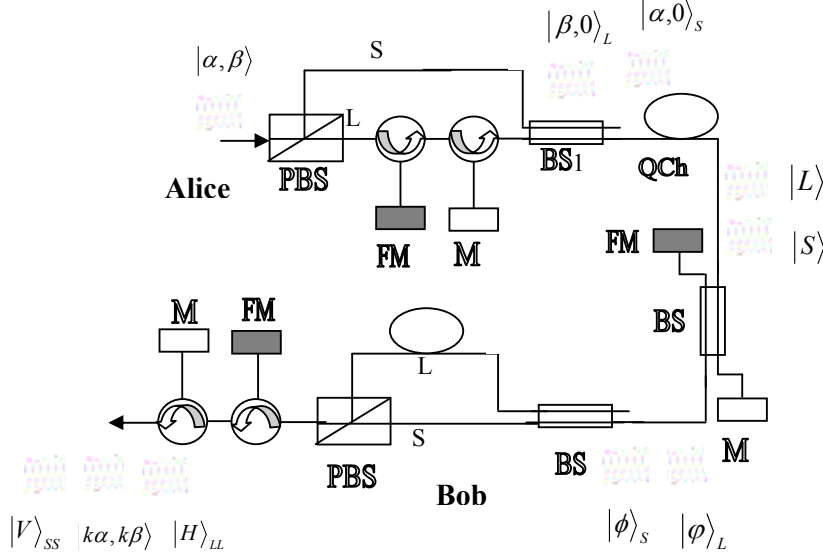 |α,β⟩
S
|β,0⟩_L
|α,0⟩_S
L
Alice
PBS
BS1
QCh
|L⟩
FM
M
FM
|S⟩
M
FM
BS
L
PBS
S
BS
M
Bob
|V⟩_SS
|kα,kβ⟩
|H⟩_LL
|ϕ⟩_S
|φ⟩_L